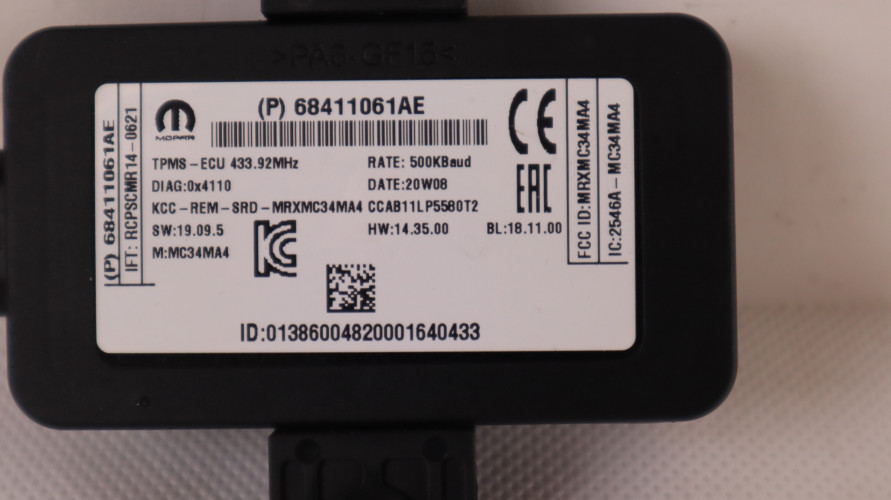 >PA6-GF15<
(P) 68411061AE
IFT: RCPSCMR14-0621
MOPAR
(P) 68411061AE
TPMS-ECU 433.92MHz
RATE: 500KBaud
DIAG:0x4110
DATE:20W08
KCC-REM-SRD-MRXMC34MA4 CCAB11LP5580T2
SW:19.09.5
HW:14.35.00
BL:18.11.00
M:MC34MA4
CE
EAC
FCC ID:MRXMC34MA4
IC:2546A-MC34MA4
ID:01386004820001640433